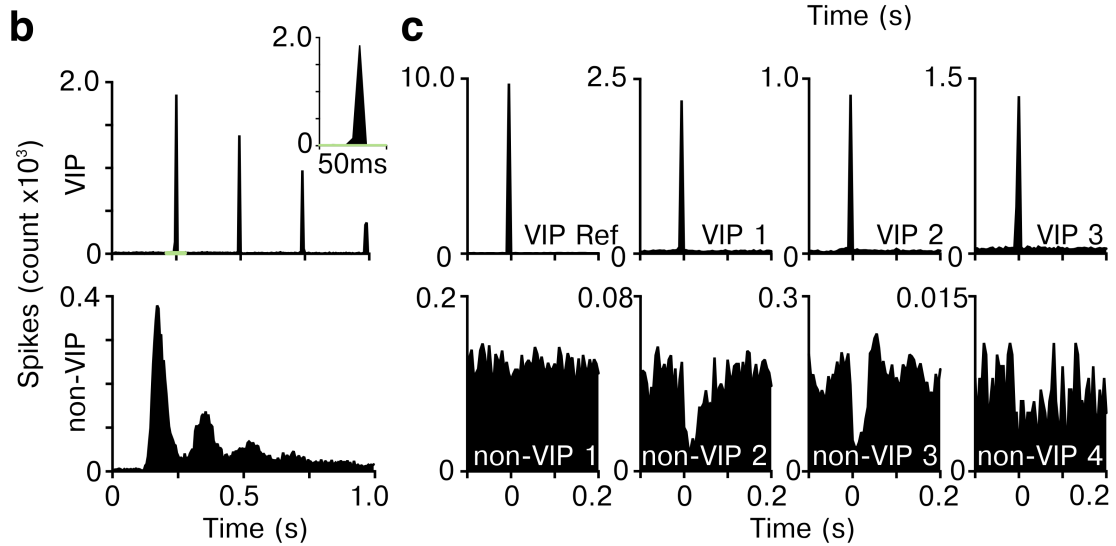 b
Spikes (count x10³)
VIP
2.0
0
2.0
0
50ms
non-VIP
0.4
0
0
0.5
1.0
Time (s)
c
Time (s)
10.0
0
VIP Ref
2.5
0
VIP 1
1.0
0
VIP 2
1.5
0
VIP 3
0.2
0
non-VIP 1
0
0.2
0.08
0
non-VIP 2
0
0.2
0.3
0
non-VIP 3
0
0.2
0.015
0
non-VIP 4
0
0.2
Time (s)